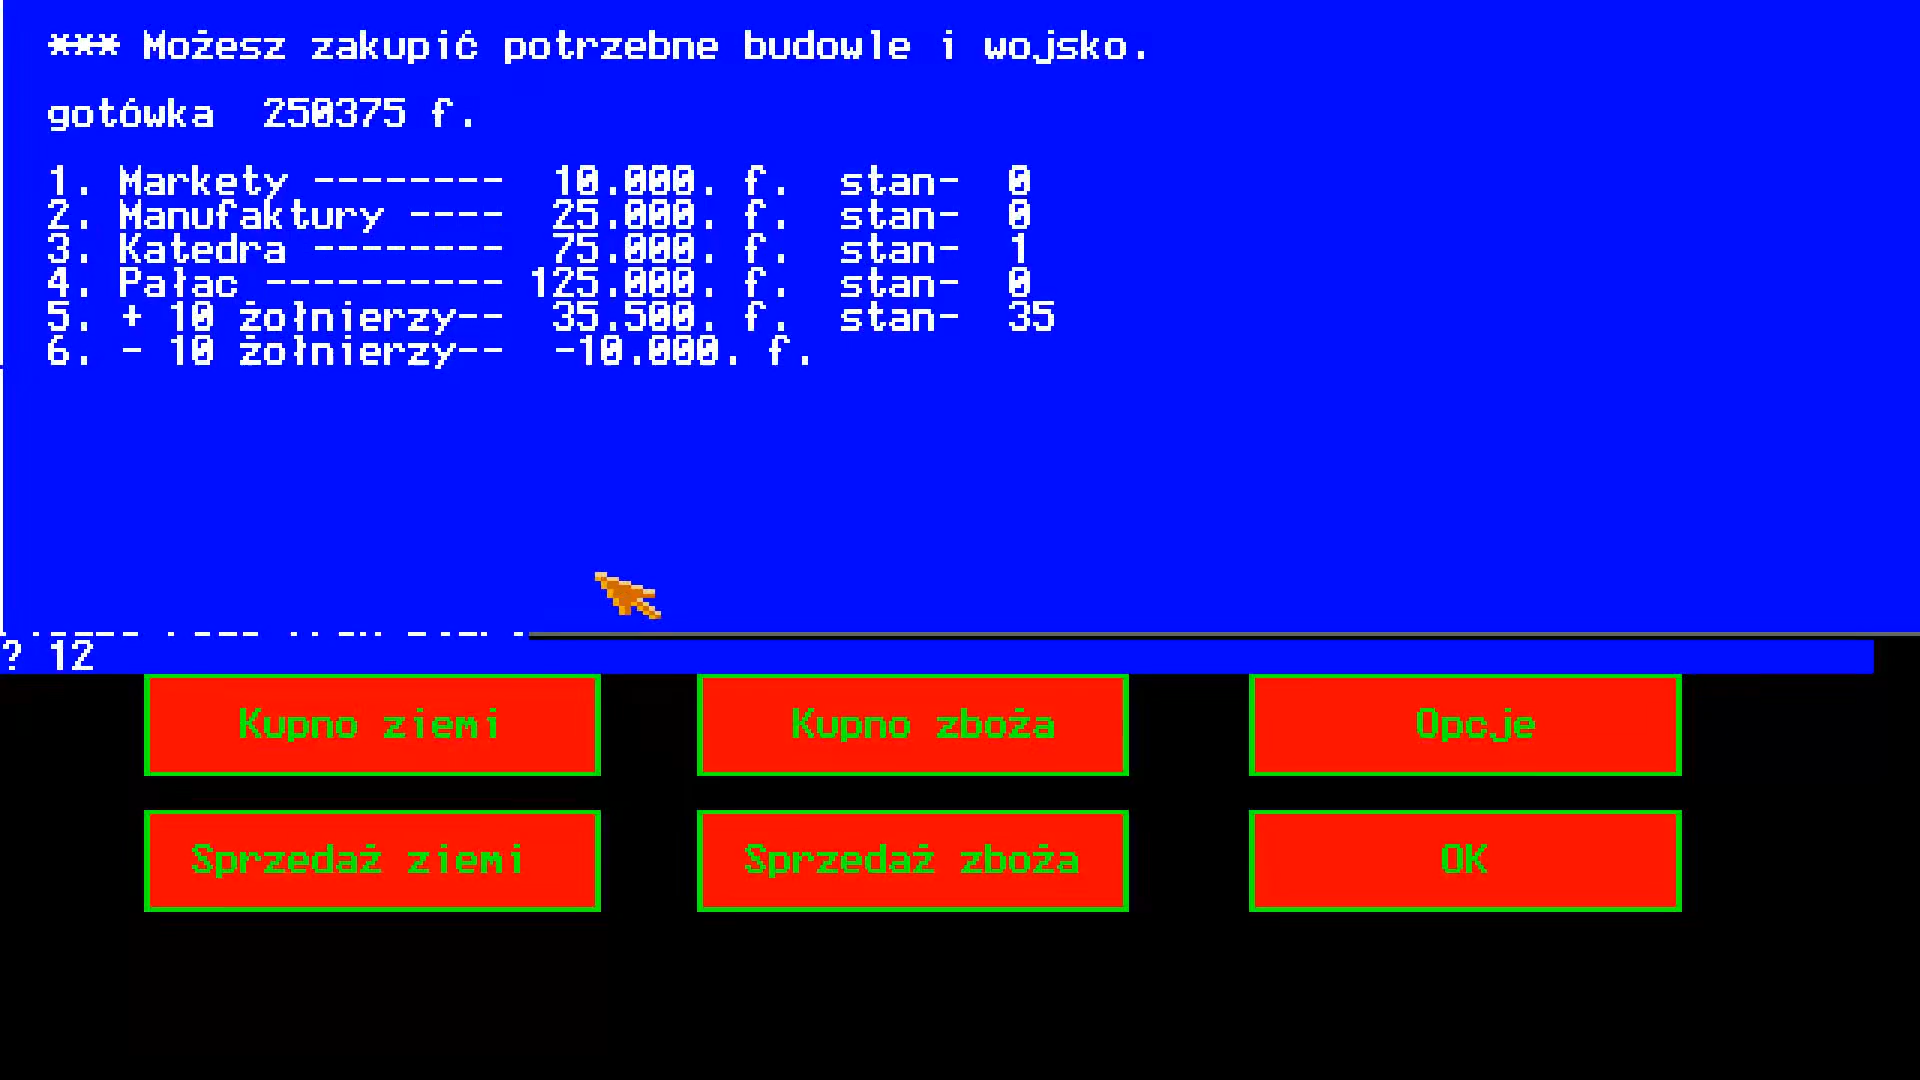 *** Możesz zakupić potrzebne budowle i wojsko.
gotówka 250375 f.
1. Markety -------- 10.000. f. stan- 0
2. Manufaktury ---- 25.000. f. stan- 0
3. Katedra -------- 75.000. f. stan- 1
4. Pałac ---------- 125.000. f. stan- 0
5. + 10 żołnierzy-- 35.500. f. stan- 35
6. - 10 żołnierzy-- -10.000. f.
? 12
Kupno ziemi Kupno zboża Opcje
Sprzedaż ziemi Sprzedaż zboża OK